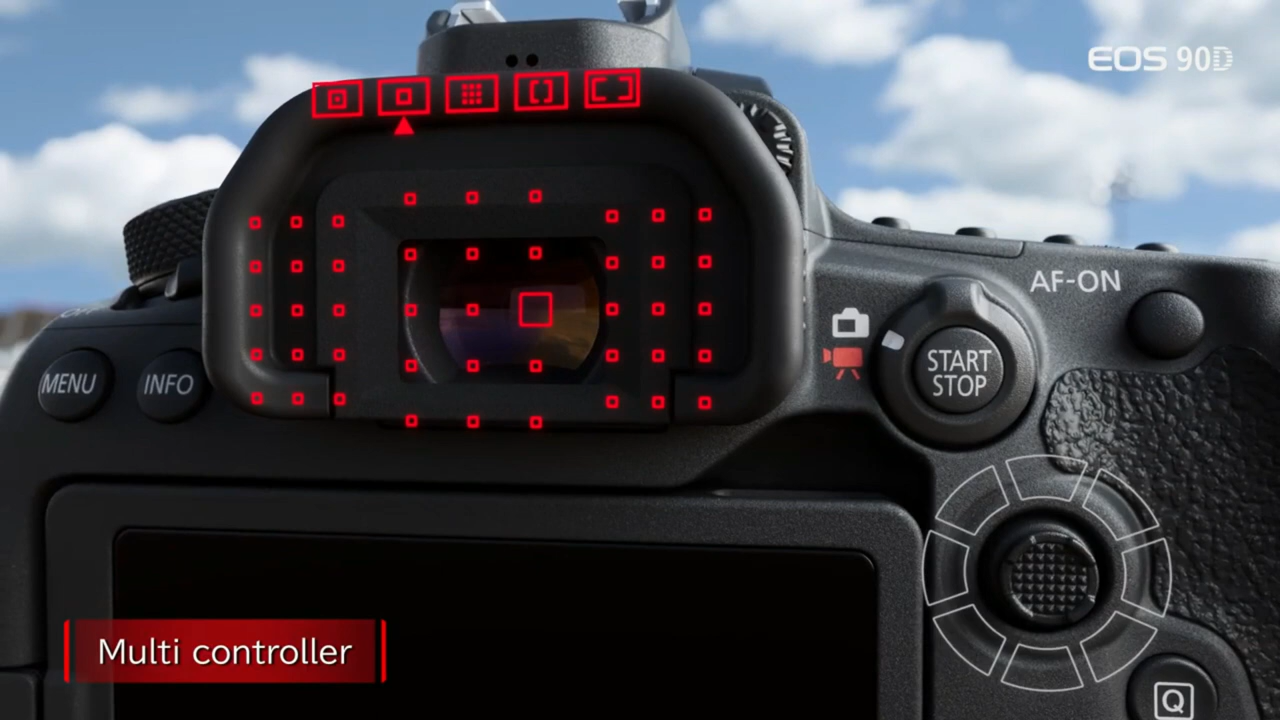 EOS 90D
AF-ON
START
STOP
MENU
INFO
Multi controller
Q